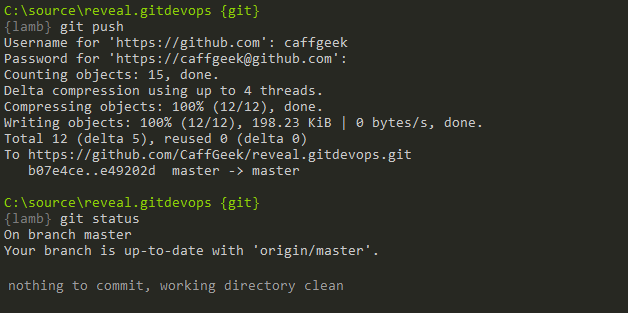 C:\source\reveal.gitdevops {git}
{lamb} git push
Username for 'https://github.com': caffgeek
Password for 'https://caffgeek@github.com':
Counting objects: 15, done.
Delta compression using up to 4 threads.
Compressing objects: 100% (12/12), done.
Writing objects: 100% (12/12), 198.23 KiB | 0 bytes/s, done.
Total 12 (delta 5), reused 0 (delta 0)
To https://github.com/CaffGeek/reveal.gitdevops.git
b07e4ce..e49202d  master -> master
C:\source\reveal.gitdevops {git}
{lamb} git status
On branch master
Your branch is up-to-date with 'origin/master'.
nothing to commit, working directory clean